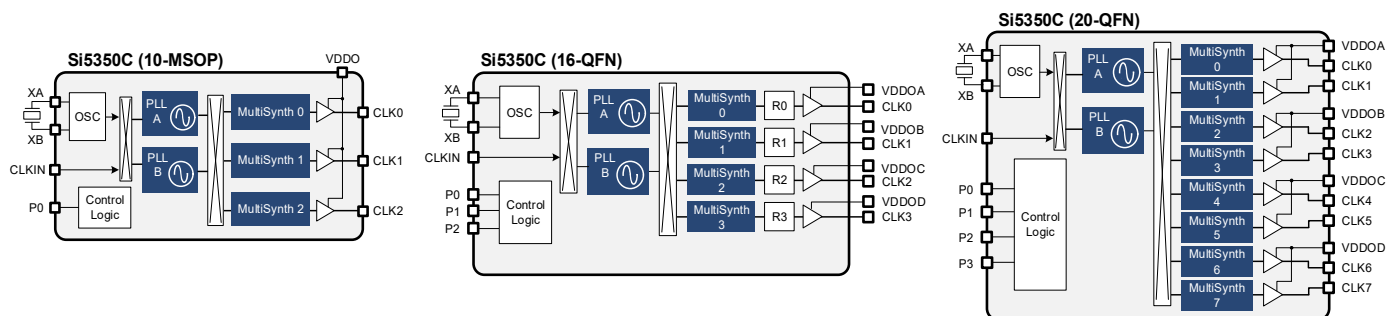 Si5350C (10-MSOP)
VDDO
XA
XB
OSC
PLL
A
PLL
B
MultiSynth 0
MultiSynth 1
MultiSynth 2
CLK0
CLK1
CLK2
CLKIN
P0
Control
Logic
Si5350C (16-QFN)
XA
XB
OSC
PLL
A
PLL
B
CLKIN
P0
P1
P2
Control
Logic
MultiSynth
0
R0
MultiSynth
1
R1
MultiSynth
2
R2
MultiSynth
3
R3
VDDOA
CLK0
VDDOB
CLK1
VDDOC
CLK2
VDDOD
CLK3
Si5350C (20-QFN)
XA
XB
OSC
PLL
A
PLL
B
CLKIN
P0
P1
P2
P3
Control
Logic
MultiSynth
0
MultiSynth
1
MultiSynth
2
MultiSynth
3
MultiSynth
4
MultiSynth
5
MultiSynth
6
MultiSynth
7
VDDOA
CLK0
CLK1
VDDOB
CLK2
CLK3
VDDOC
CLK4
CLK5
VDDOD
CLK6
CLK7